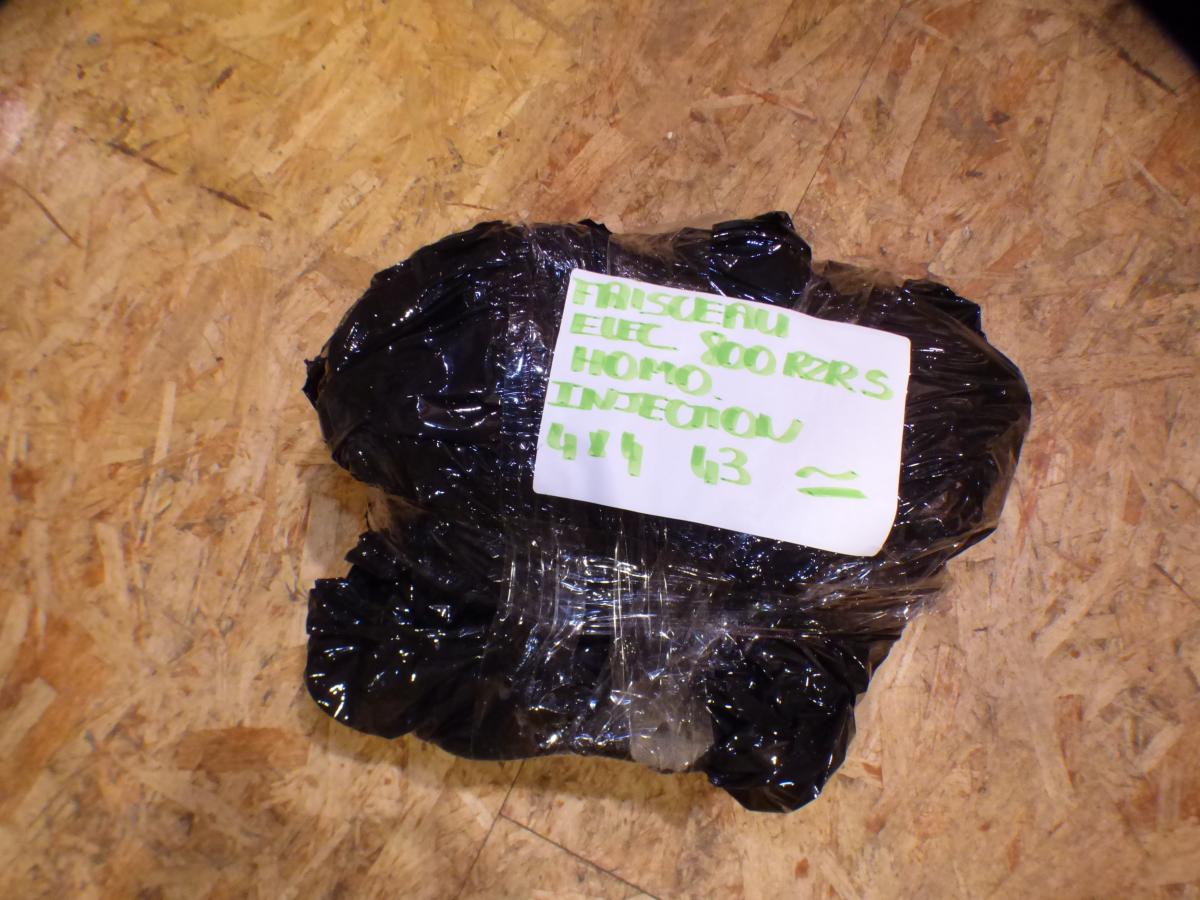 FAISCEAU
ELEC. 800 RZR S
HOMO.
INJECTION
4x4 43 ~